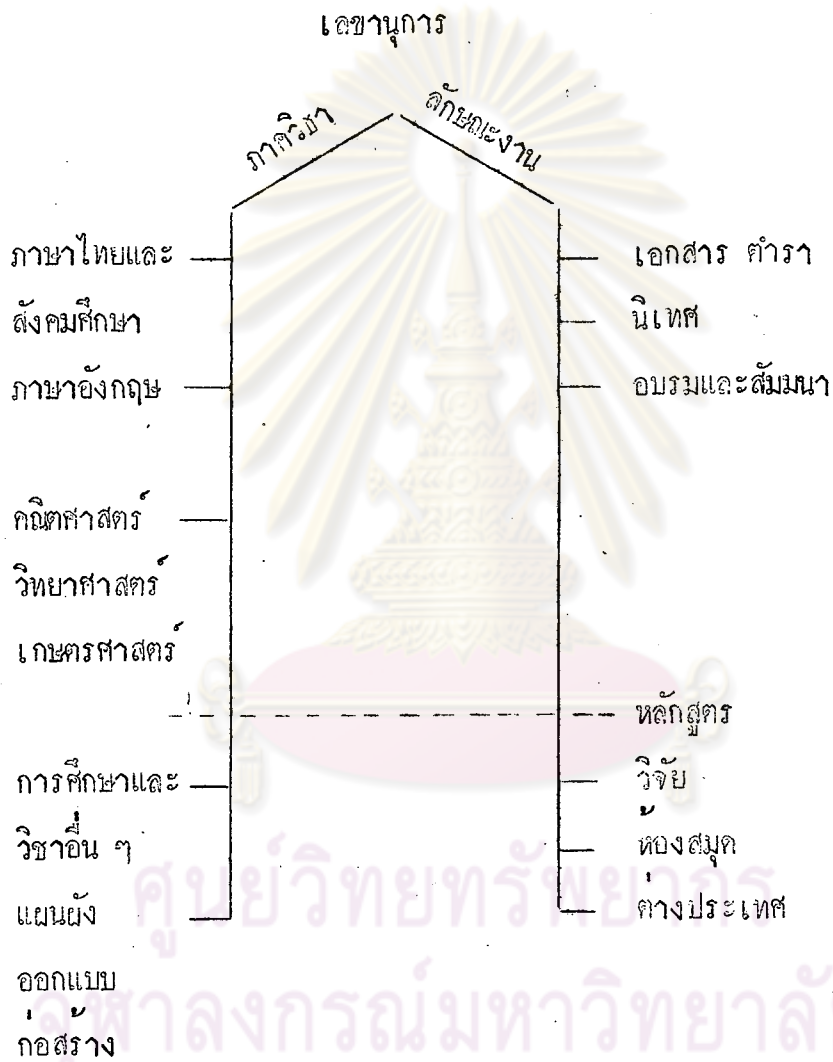 เลขานุการ
ภาควิชา
ลักษณะงาน
ภาษาไทยและ
สังคมศึกษา
ภาษาอังกฤษ
คณิตศาสตร์
วิทยาศาสตร์
เกษตรศาสตร์
การศึกษาและ
วิชาอื่น ๆ
แผนผัง
ออกแบบ
ก่อสร้าง
เอกสาร ตำรา
นิเทศ
อบรมและสัมมนา
หลักสูตร
วิจัย
ห้องสมุด
ต่างประเทศ
ศูนย์วิทยทรัพยากร
จุฬาลงกรณ์มหาวิทยาลั